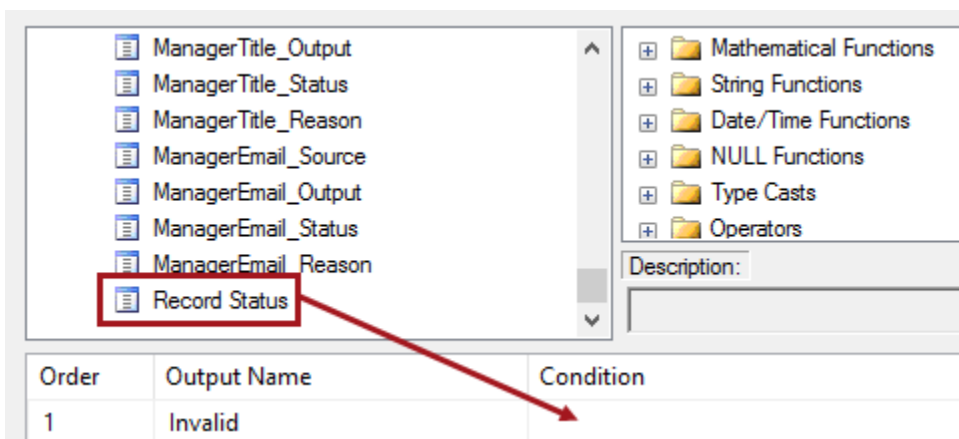 ManagerTitle_Output
ManagerTitle_Status
ManagerTitle_Reason
ManagerEmail_Source
ManagerEmail_Output
ManagerEmail_Status
ManagerEmail_Reason
Record Status
Mathematical Functions
String Functions
Date/Time Functions
NULL Functions
Type Casts
Operators
Description:
Order Output Name Condition
1 Invalid